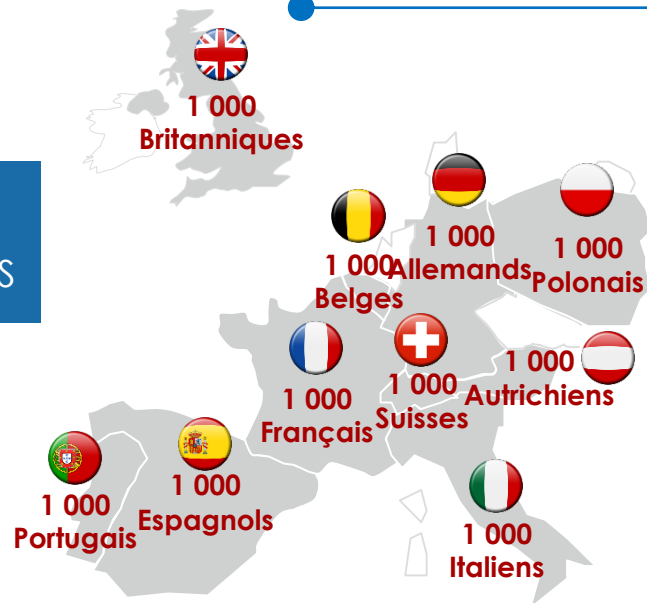 1 000
Britanniques
S
1 000
Belges
1 000
Allemands
1 000
Polonais
1 000
Français
1 000
Suisses
1 000
Autrichiens
1 000
Portugais
1 000
Espagnols
1 000
Italiens